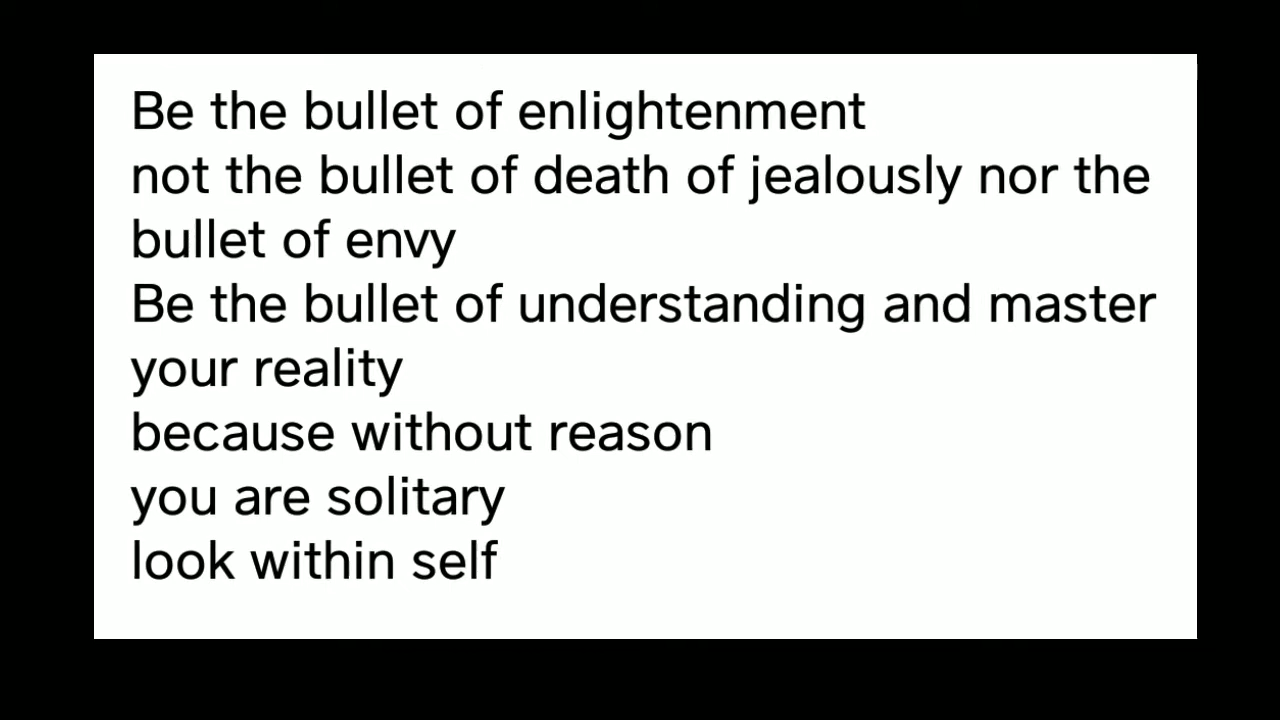 Be the bullet of enlightenment
not the bullet of death of jealously nor the
bullet of envy
Be the bullet of understanding and master
your reality
because without reason
you are solitary
look within self